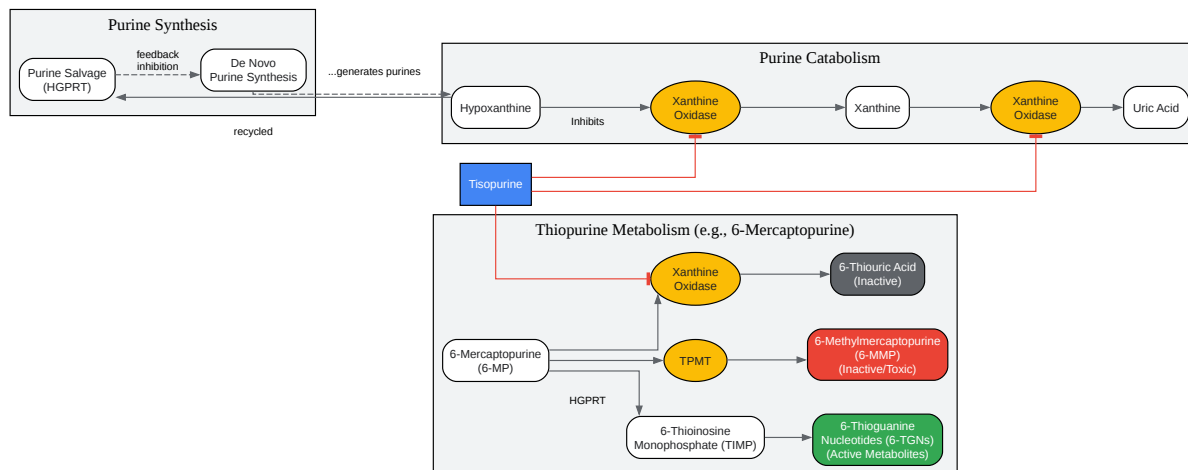 Purine Synthesis
feedback
inhibition
Purine Salvage
(HGPRT)
De Novo
Purine Synthesis
...generates purines
recycled
Purine Catabolism
Hypoxanthine
Inhibits
Xanthine
Oxidase
Xanthine
Xanthine
Oxidase
Uric Acid
Tisopurine
Thiopurine Metabolism (e.g., 6-Mercaptopurine)
Xanthine
Oxidase
6-Thiouric Acid
(Inactive)
6-Mercaptopurine
(6-MP)
TPMT
6-Methylmercaptopurine
(6-MMP)
(Inactive/Toxic)
HGPRT
6-Thioinosine
Monophosphate (TIMP)
6-Thioguanine
Nucleotides (6-TGNs)
(Active Metabolites)